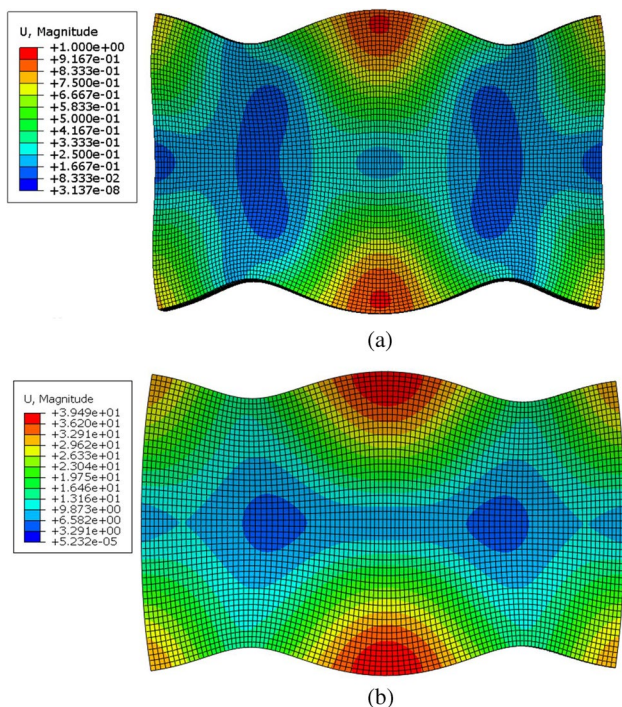 U, Magnitude
+1.000e+00
+9.167e-01
+8.333e-01
+7.500e-01
+6.667e-01
+5.833e-01
+5.000e-01
+4.167e-01
+3.333e-01
+2.500e-01
+1.667e-01
+8.333e-02
+3.137e-08
(a)
U, Magnitude
+3.949e+01
+3.620e+01
+3.291e+01
+2.962e+01
+2.633e+01
+2.304e+01
+1.975e+01
+1.646e+01
+1.316e+01
+9.873e+00
+6.582e+00
+3.291e+00
+5.232e-05
(b)